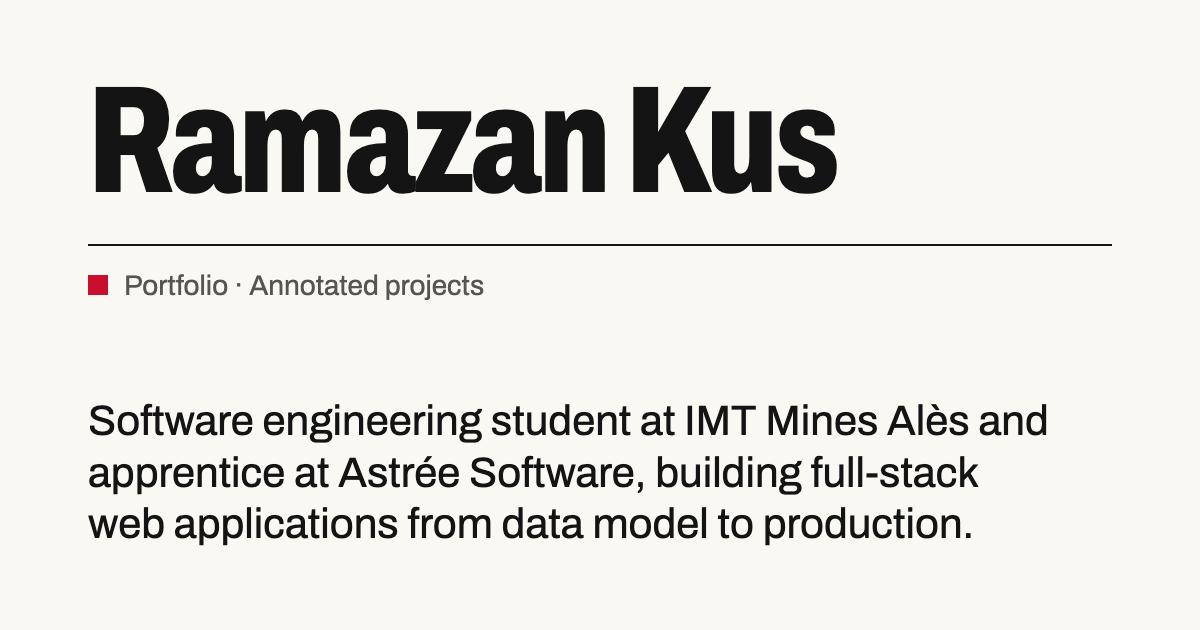 Ramazan Kus
Portfolio · Annotated projects
Software engineering student at IMT Mines Alès and
apprentice at Astrée Software, building full-stack
web applications from data model to production.